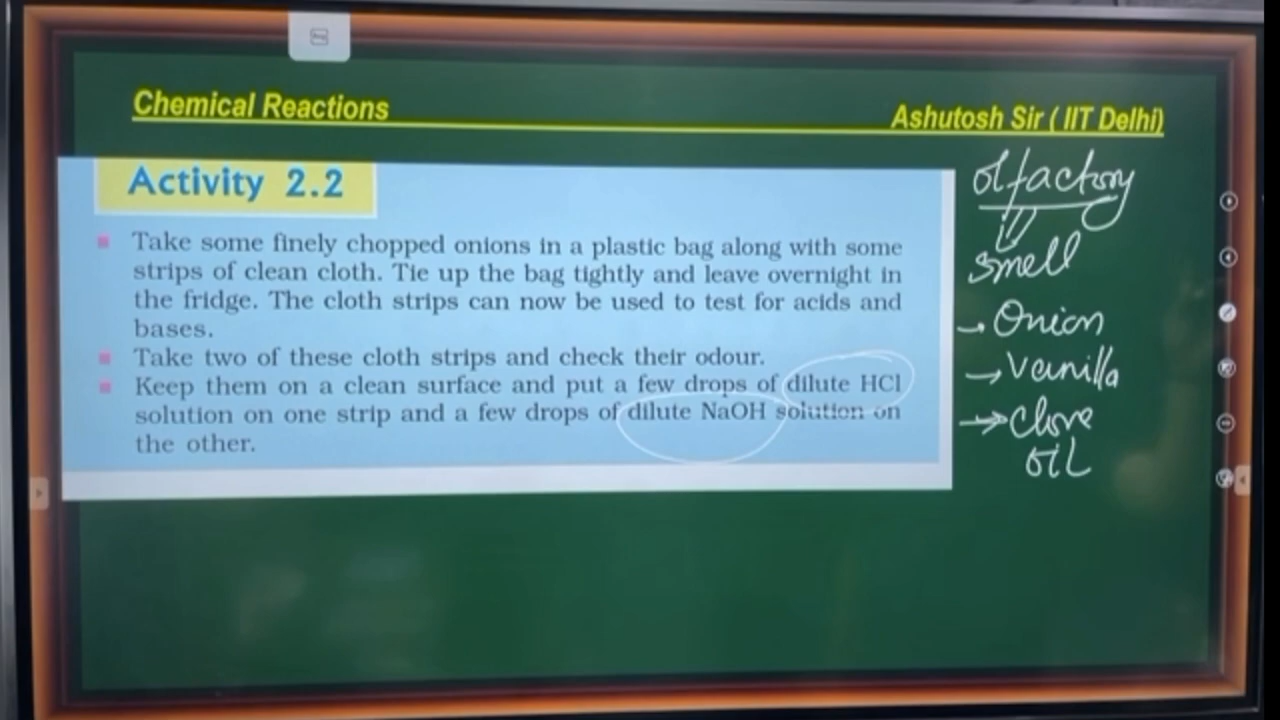 Chemical Reactions
Ashutosh Sir ( IIT Delhi)
Activity 2.2
Take some finely chopped onions in a plastic bag along with some
strips of clean cloth. Tie up the bag tightly and leave overnight in
the fridge. The cloth strips can now be used to test for acids and
bases.
Take two of these cloth strips and check their odour.
Keep them on a clean surface and put a few drops of dilute HCl
solution on one strip and a few drops of dilute NaOH solution on
the other.
olfactory
smell
→ Onion
→ Vanilla
→ Clove
oil